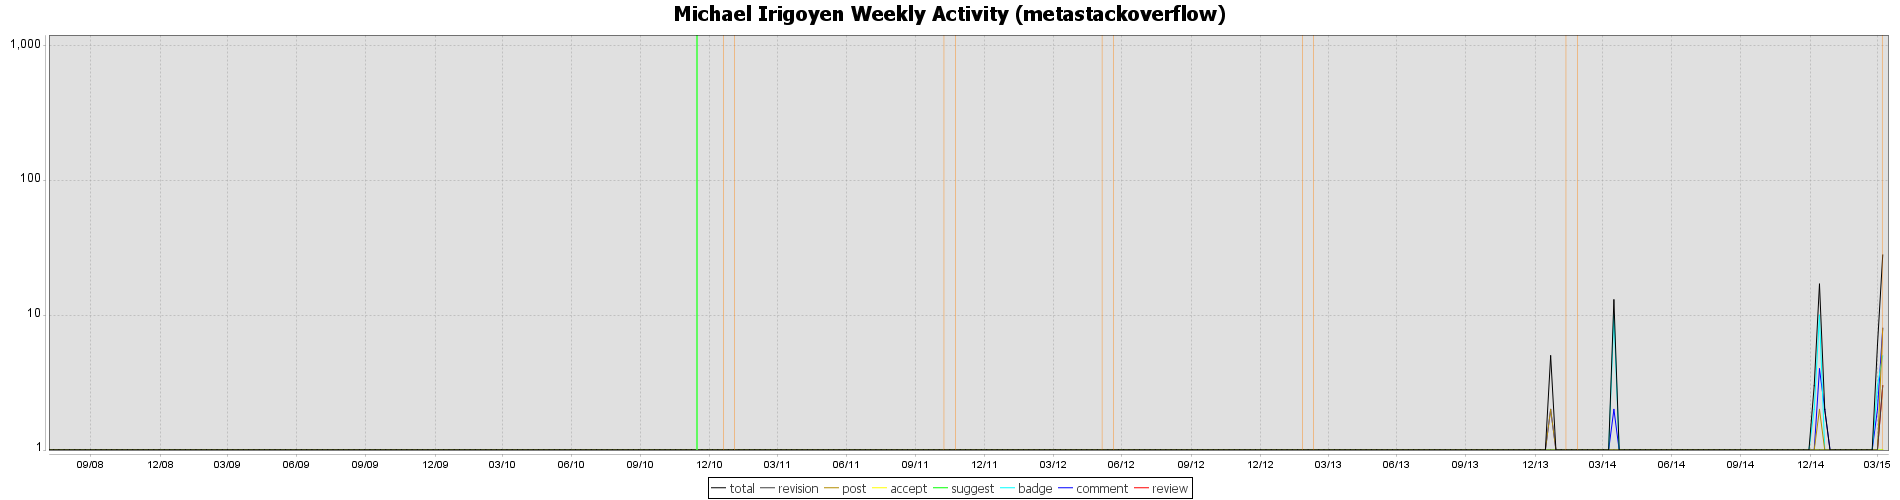 Michael Irigoyen Weekly Activity (metastackoverflow)
1,000
100
10
1
09/08 12/08 03/09 06/09 09/09 12/09 03/10 06/10 09/10 12/10 03/11 06/11 09/11 12/11 03/12 06/12 09/12 12/12 03/13 06/13 09/13 12/13 03/14 06/14 09/14 12/14 03/15
total revision post accept suggest badge comment review